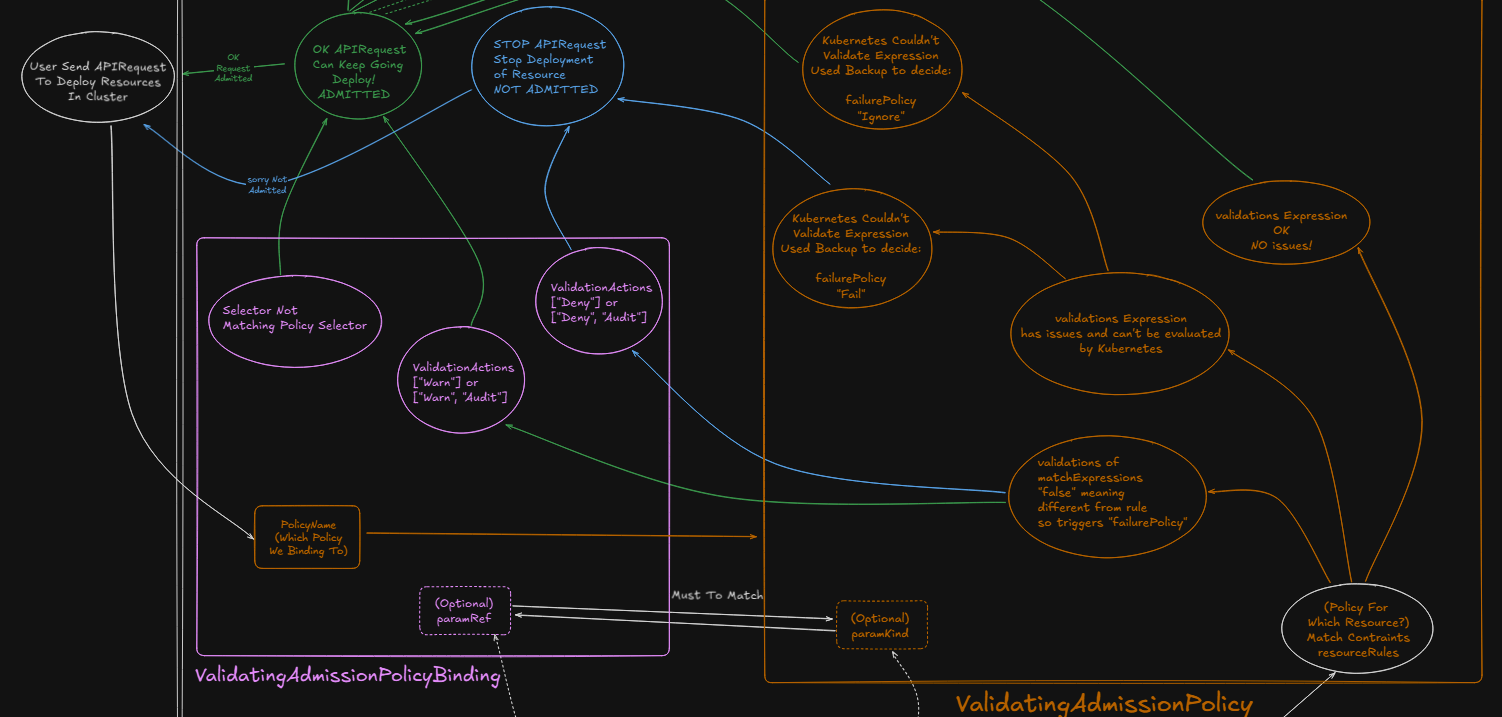 User Send APIRequest
To Deploy Resources
In Cluster
OK
Request
Admitted
OK APIRequest
Can Keep Going
Deploy!
ADMITTED
STOP APIRequest
Stop Deployment
of Resource
NOT ADMITTED
sorry Not
Admitted
Kubernetes Couldn't
Validate Expression
Used Backup to decide:
failurePolicy
"Ignore"
Kubernetes Couldn't
Validate Expression
Used Backup to decide:
failurePolicy
"Fail"
validations Expression
OK
NO issues!
validations Expression
has issues and can't be evaluated
by Kubernetes
Selector Not
Matching Policy Selector
ValidationActions
["Deny"] or
["Deny", "Audit"]
ValidationActions
["Warn"] or
["Warn", "Audit"]
validations of
matchExpressions
"false" meaning
different from rule
so triggers "failurePolicy"
PolicyName
(Which Policy
We Binding To)
(Optional)
paramRef
Must To Match
(Optional)
paramKind
(Policy For
Which Resource?)
Match Contraints
resourceRules
ValidatingAdmissionPolicyBinding
ValidatingAdmissionPolicy